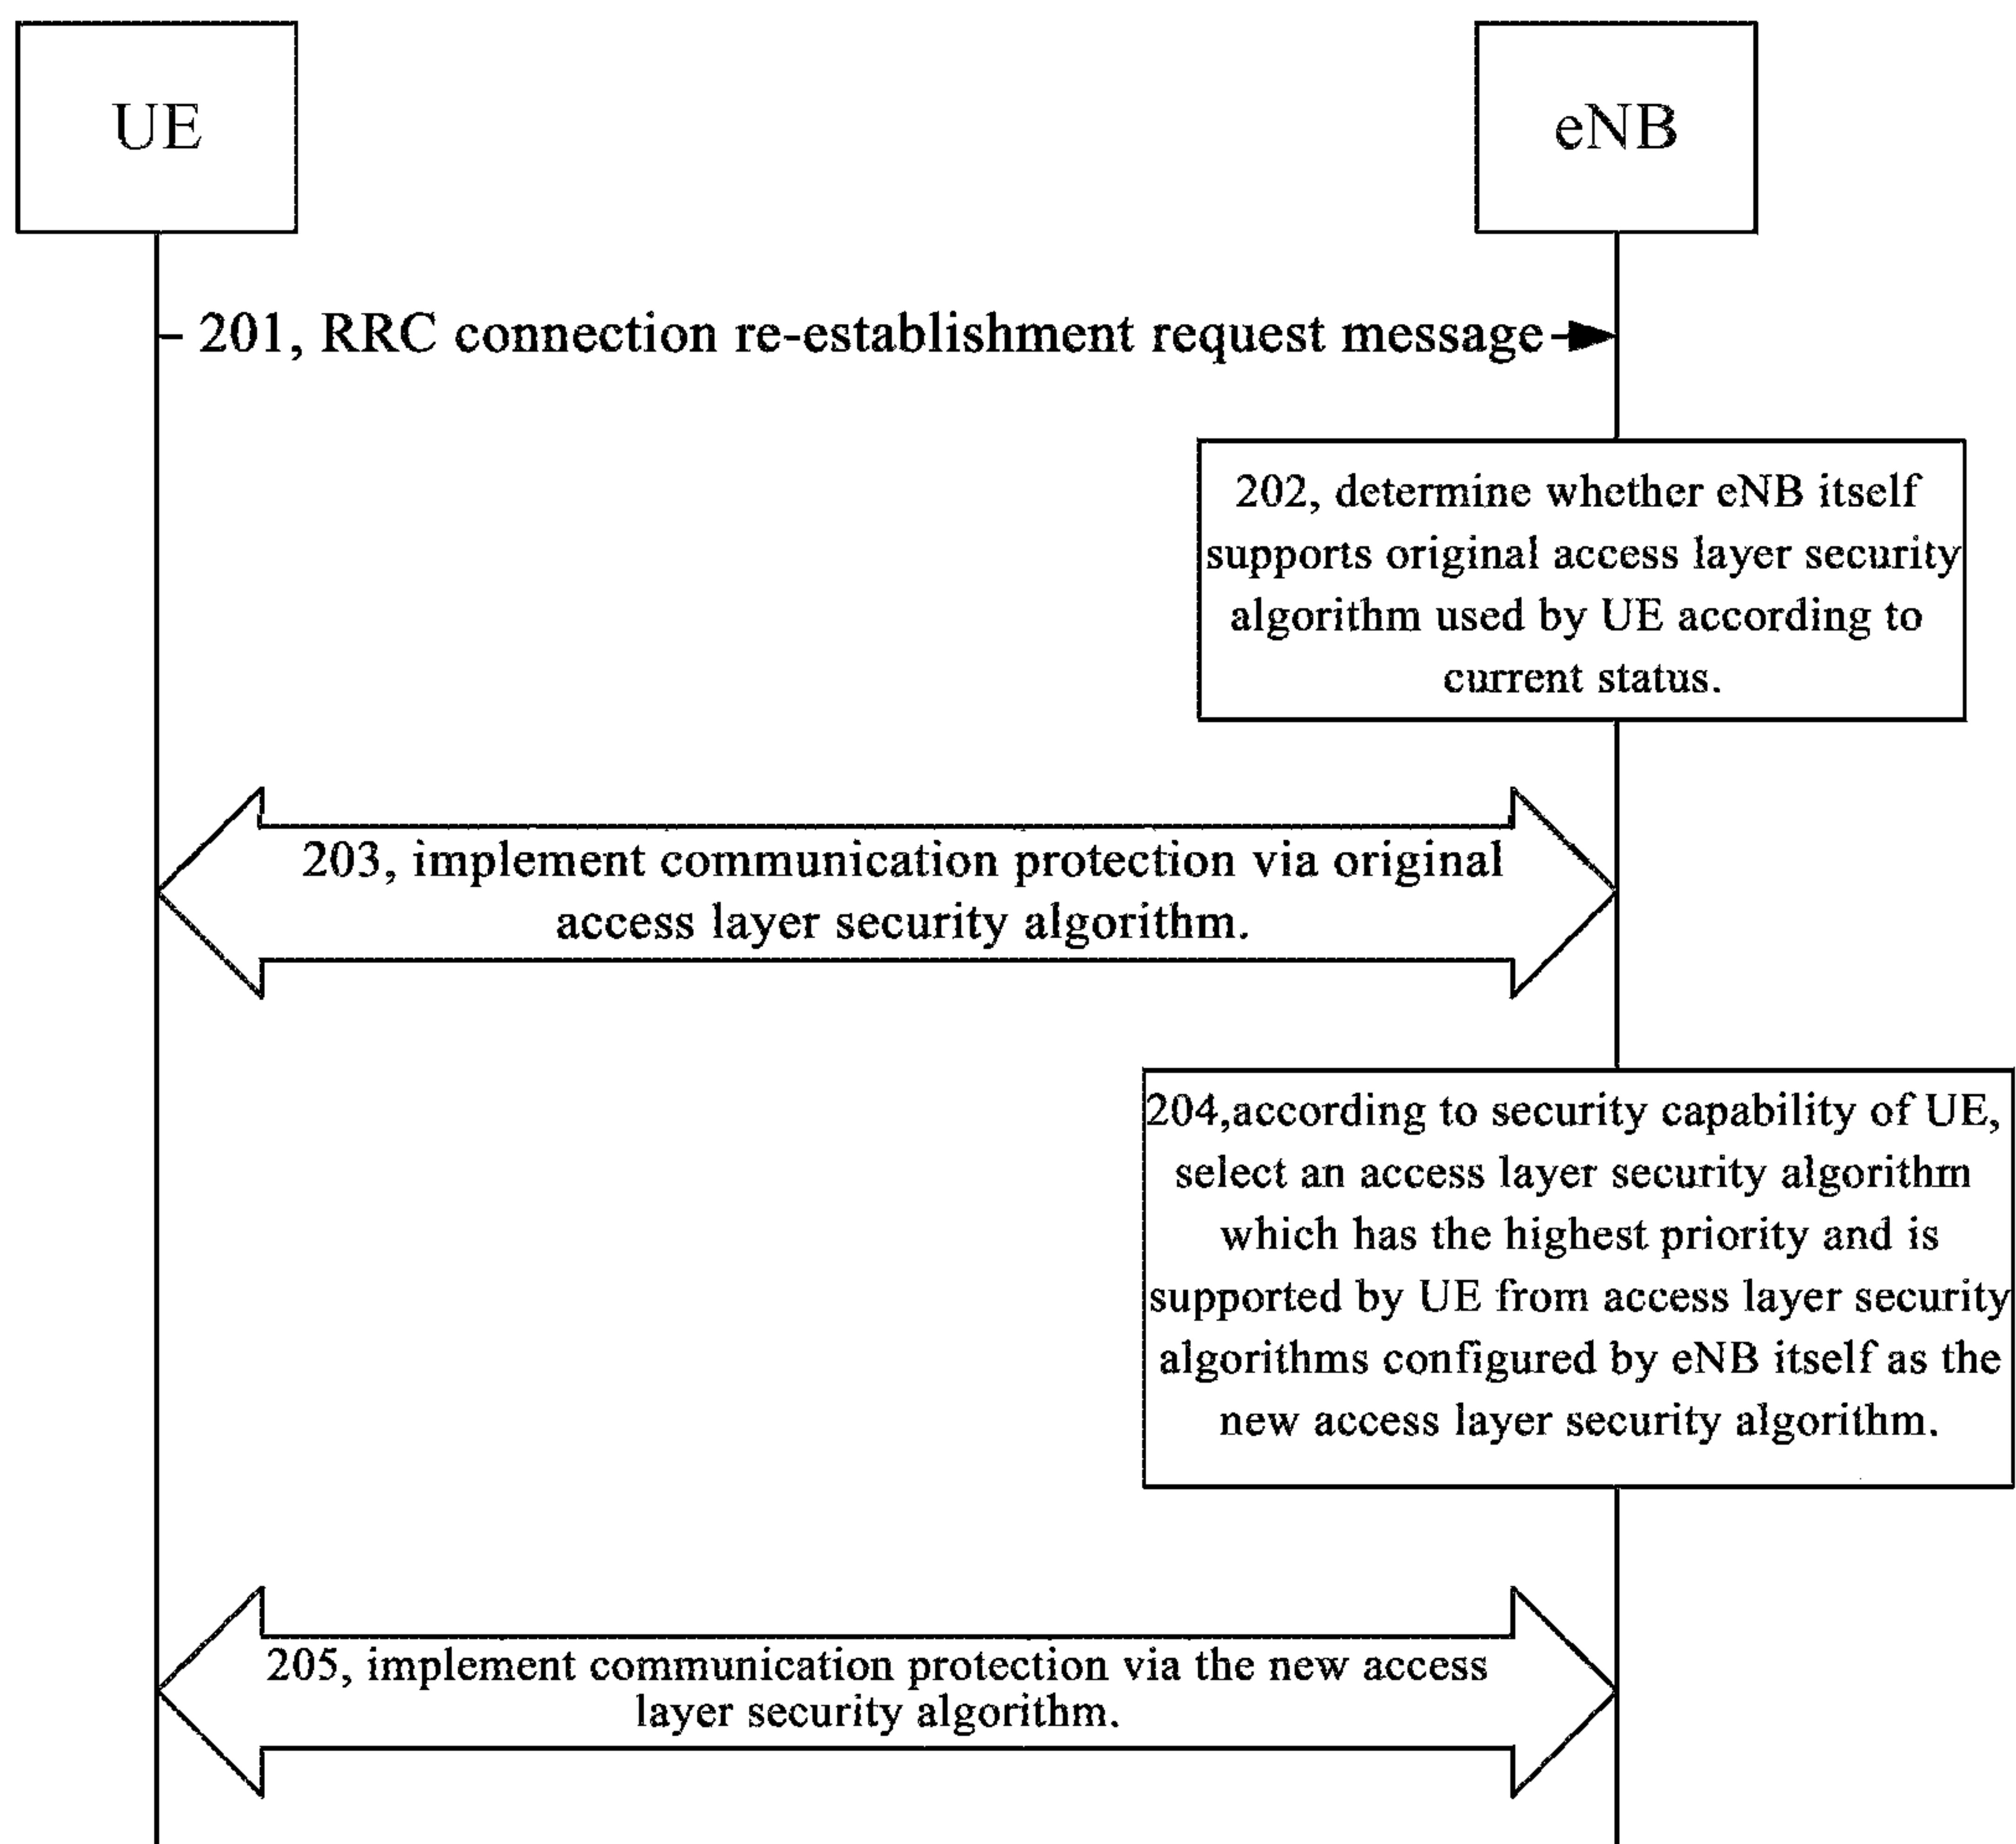 UE
eNB
201, RRC connection re-establishment request message
202, determine whether eNB itself
supports original access layer security
algorithm used by UE according to
current status.
203, implement communication protection via original
access layer security algorithm.
204,according to security capability of UE,
select an access layer security algorithm
which has the highest priority and is
supported by UE from access layer security
algorithms configured by eNB itself as the
new access layer security algorithm.
205, implement communication protection via the new access
layer security algorithm.